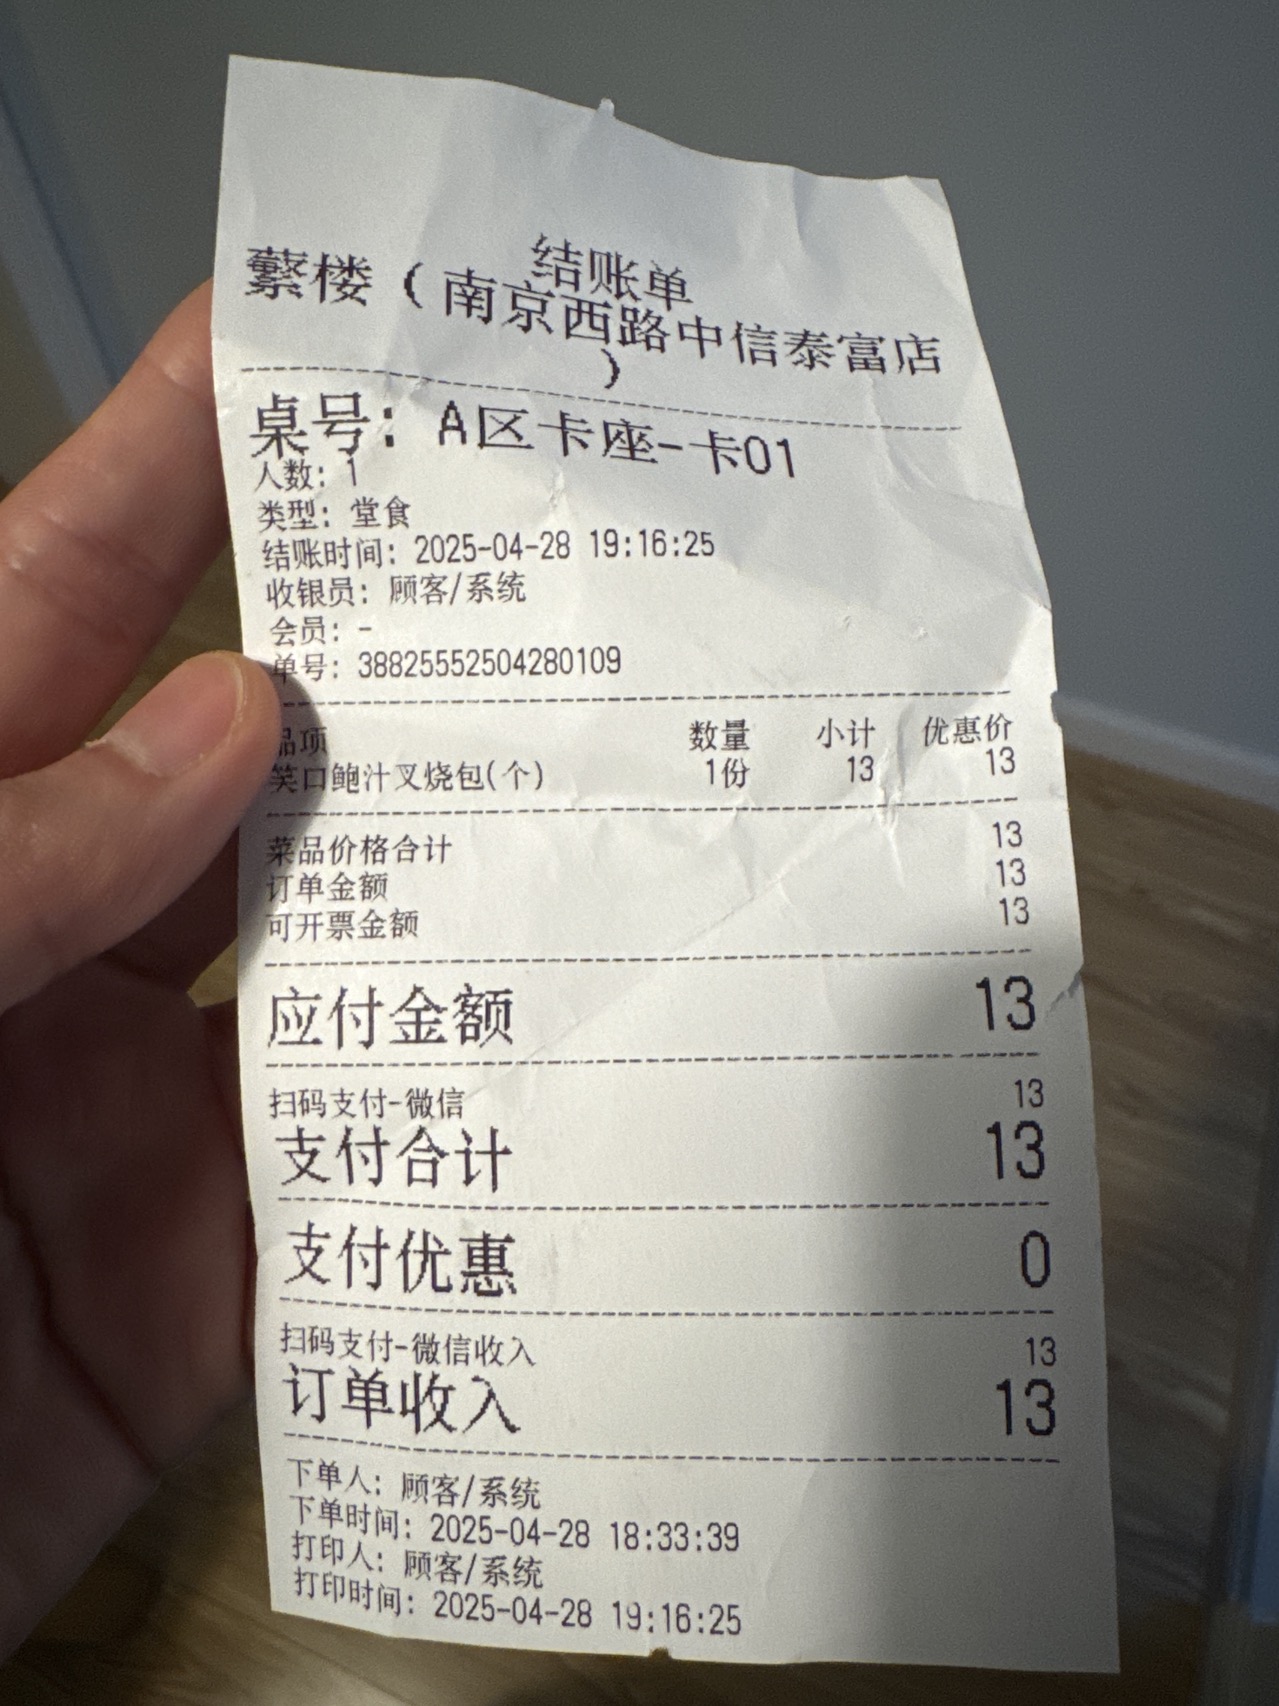 结账单
蘩楼（南京西路中信泰富店
）
桌号：A区卡座-卡01
人数：1
类型：堂食
结账时间：2025-04-28 19:16:25
收银员：顾客/系统
会员：-
单号：38825552504280109
品项 数量 小计 优惠价
笑口鲍汁叉烧包(个) 1份 13 13
菜品价格合计 13
订单金额 13
可开票金额 13
应付金额 13
扫码支付-微信 13
支付合计 13
支付优惠 0
扫码支付-微信收入 13
订单收入 13
下单人：顾客/系统
下单时间：2025-04-28 18:33:39
打印人：顾客/系统
打印时间：2025-04-28 19:16:25